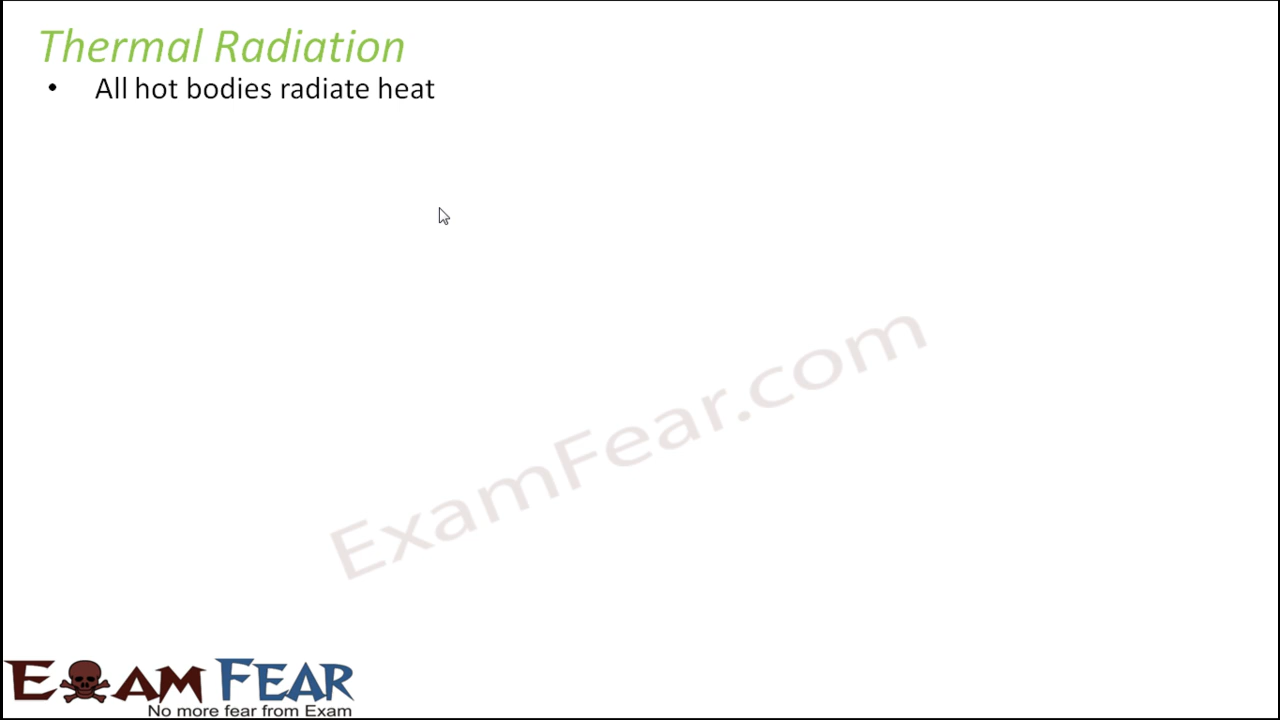 Thermal Radiation
• All hot bodies radiate heat
ExamFear.com
EXAM FEAR
No more fear from Exam